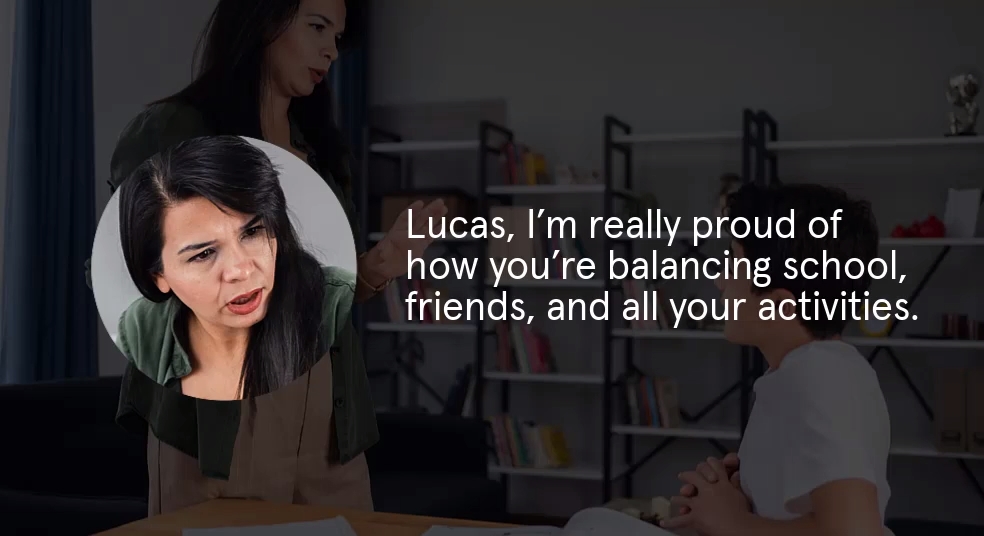 Lucas, I’m really proud of
how you’re balancing school,
friends, and all your activities.